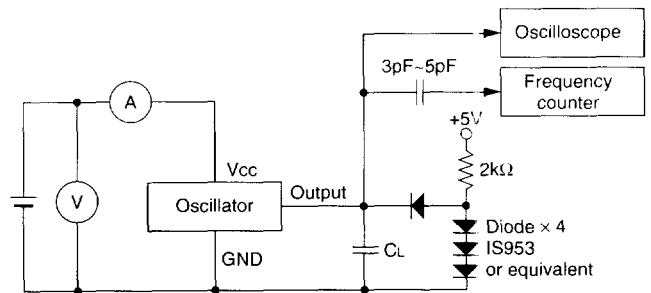 Oscilloscope
3pF~5pF
Frequency
counter
A
+5V
2kΩ
Vcc
V
Oscillator
Output
Diode × 4
CL
IS953
GND
or equivalent